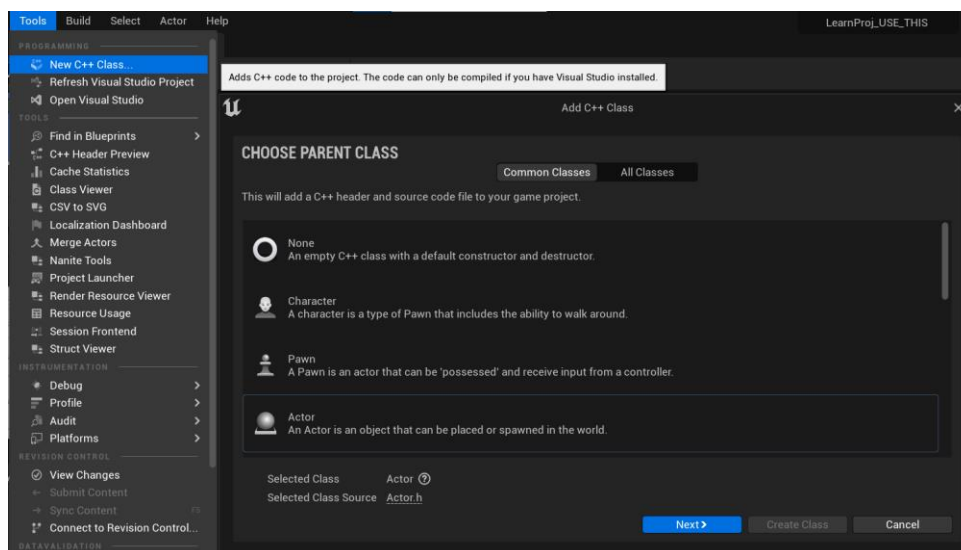 Tools Build Select Actor Help
LearnProj_USE_THIS
PROGRAMMING
New C++ Class...
Refresh Visual Studio Project
Open Visual Studio
TOOLS
Find in Blueprints
C++ Header Preview
Cache Statistics
Class Viewer
CSV to SVG
Localization Dashboard
Merge Actors
Nanite Tools
Project Launcher
Render Resource Viewer
Resource Usage
Session Frontend
Struct Viewer
INSTRUMENTATION
Debug
Profile
Audit
Platforms
REVISION CONTROL
View Changes
Submit Content
Sync Content F5
Connect to Revision Control...
DATAVALIDATION
Adds C++ code to the project. The code can only be compiled if you have Visual Studio installed.
Add C++ Class
CHOOSE PARENT CLASS
Common Classes All Classes
This will add a C++ header and source code file to your game project.
None
An empty C++ class with a default constructor and destructor.
Character
A character is a type of Pawn that includes the ability to walk around.
Pawn
A Pawn is an actor that can be 'possessed' and receive input from a controller.
Actor
An Actor is an object that can be placed or spawned in the world.
Selected Class Actor
Selected Class Source Actor.h
Next Create Class Cancel